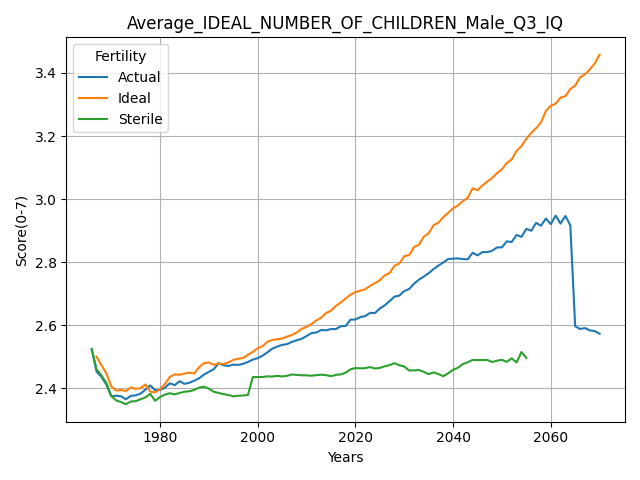 Average_IDEAL_NUMBER_OF_CHILDREN_Male_Q3_IQ
Fertility
Actual
Ideal
Sterile
Score(0-7)
3.4
3.2
3.0
2.8
2.6
2.4
1980
2000
2020
2040
2060
Years